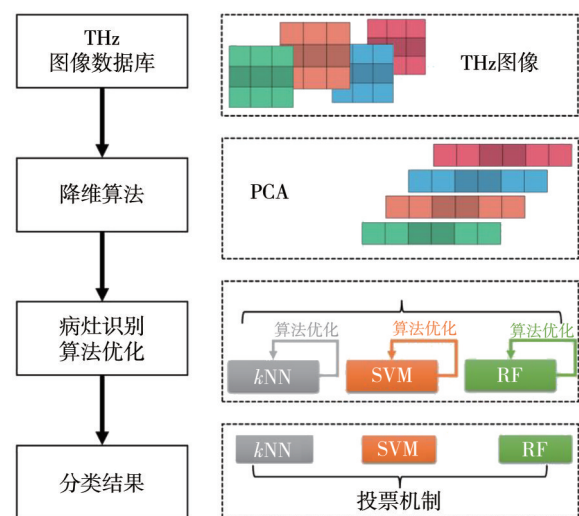 THz
图像数据库
THz图像
降维算法
PCA
病灶识别
算法优化
算法优化
算法优化
算法优化
kNN
SVM
RF
分类结果
kNN
SVM
RF
投票机制